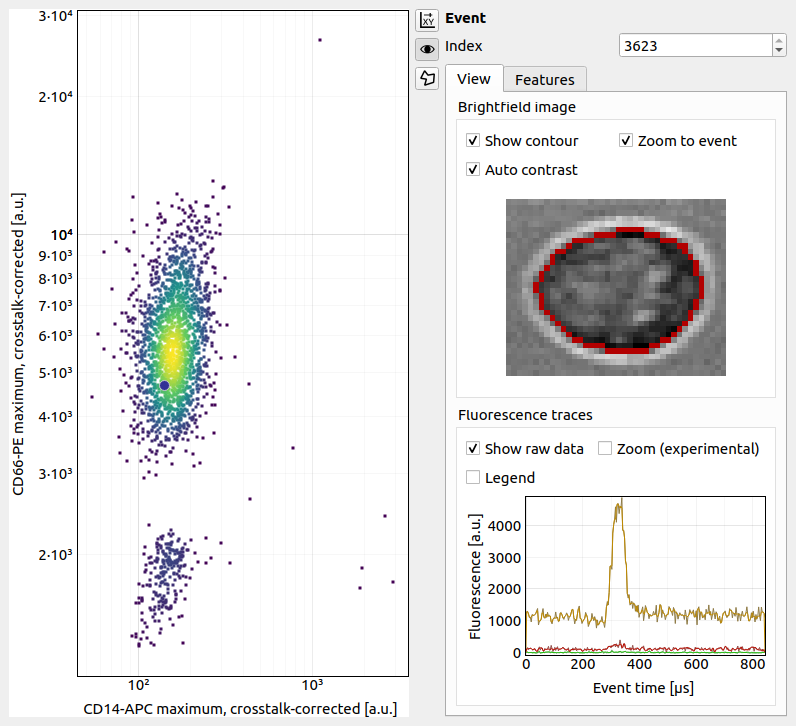 3·10⁴
2·10⁴
10⁴
9·10³
8·10³
7·10³
6·10³
5·10³
4·10³
3·10³
2·10³
CD66-PE maximum, crosstalk-corrected [a.u.]
10²
10³
CD14-APC maximum, crosstalk-corrected [a.u.]
XY
Event
Index
3623
View
Features
Brightfield image
Show contour
Zoom to event
Auto contrast
Fluorescence traces
Show raw data
Zoom (experimental)
Legend
Fluorescence [a.u.]
4000
3000
2000
1000
0
0
200
400
600
800
Event time [µs]